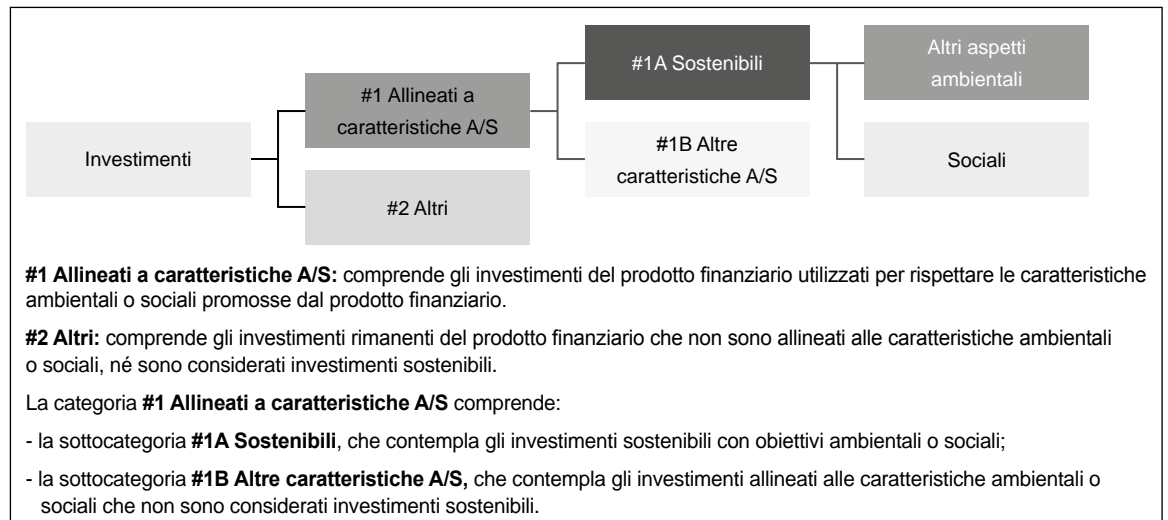 Investimenti
#1 Allineati a
caratteristiche A/S
#2 Altri
#1A Sostenibili
#1B Altre
caratteristiche A/S
Altri aspetti
ambientali
Sociali
#1 Allineati a caratteristiche A/S: comprende gli investimenti del prodotto finanziario utilizzati per rispettare le caratteristiche
ambientali o sociali promosse dal prodotto finanziario.
#2 Altri: comprende gli investimenti rimanenti del prodotto finanziario che non sono allineati alle caratteristiche ambientali
o sociali, né sono considerati investimenti sostenibili.
La categoria #1 Allineati a caratteristiche A/S comprende:
- la sottocategoria #1A Sostenibili, che contempla gli investimenti sostenibili con obiettivi ambientali o sociali;
- la sottocategoria #1B Altre caratteristiche A/S, che contempla gli investimenti allineati alle caratteristiche ambientali o
sociali che non sono considerati investimenti sostenibili.